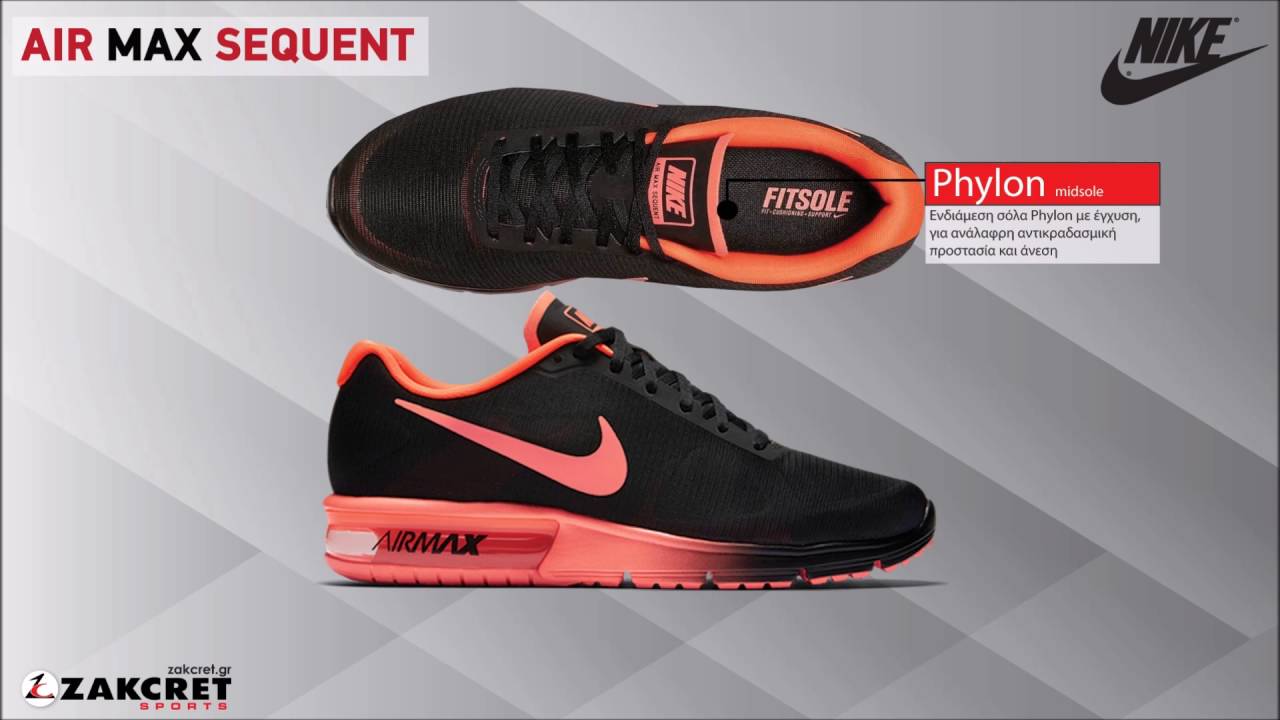 AIR MAX SEQUENT
NIKE
NIKE
AIR MAX SEQUENT
FITSOLE
FIT • CUSHIONING • SUPPORT
Phylon midsole
Ενδιάμεση σόλα Phylon με έγχυση,
για ανάλαφρη αντικραδασμική
προστασία και άνεση
AIRMAX
zakcret.gr
ZAKCRET
SPORTS